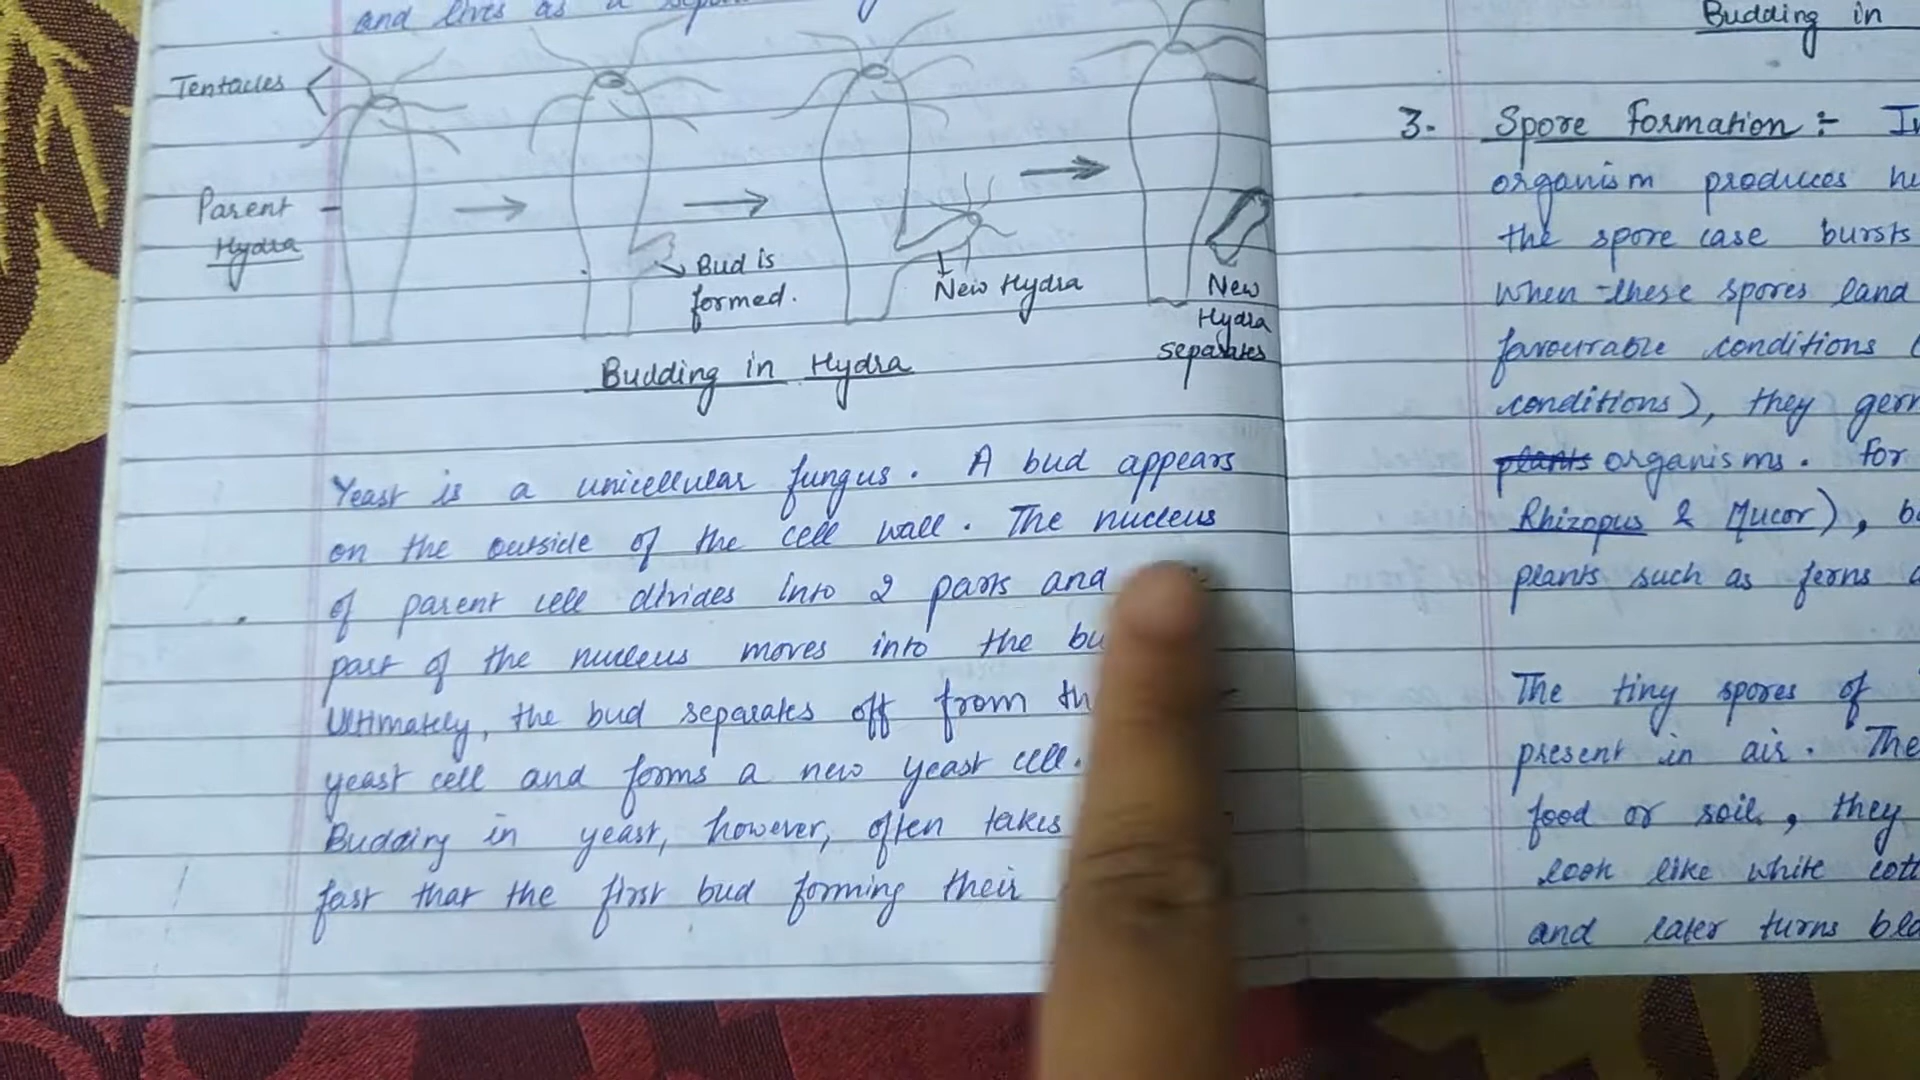 and lives as a
Tentacles
Parent
Hydra
Bud is
formed.
New Hydra
New
Hydra
separates
Budding in Hydra
Yeast is a unicellular fungus. A bud appears
on the outside of the cell wall. The nucleus
of parent cell divides into 2 parts and
part of the nucleus moves into the
Ultimately, the bud separates off from
yeast cell and forms a new yeast cell.
Budding in yeast, however, often takes
fast that the first bud forming their
Budding in
3. Spore Formation :-
organism produces
the spore case bursts
when these spores land
favourable conditions (
conditions), they
plants organisms. For
Rhizopus & Mucor),
plants such as ferns
The tiny spores of
present in air. The
food or soil, they
look like white
and later turns